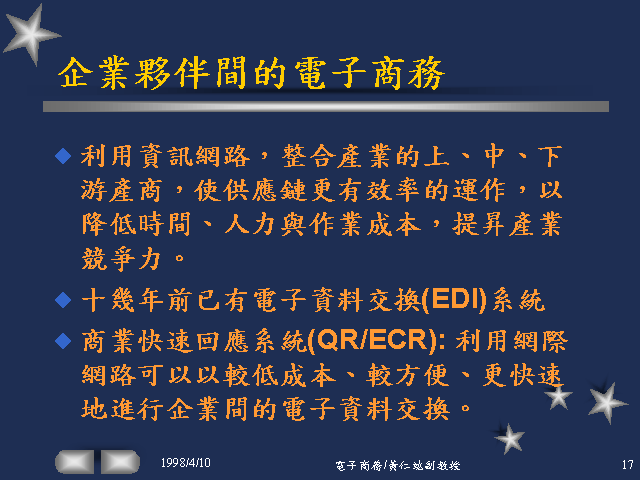 企業夥伴間的電子商務
利用資訊網路，整合產業的上、中、下
游產商，使供應鏈更有效率的運作，以
降低時間、人力與作業成本，提昇產業
競爭力。
十幾年前已有電子資料交換(EDI)系統
商業快速回應系統(QR/ECR): 利用網際
網路可以以較低成本、較方便、更快速
地進行企業間的電子資料交換。
1998/4/10
電子商務/黃仁竑副教授
17